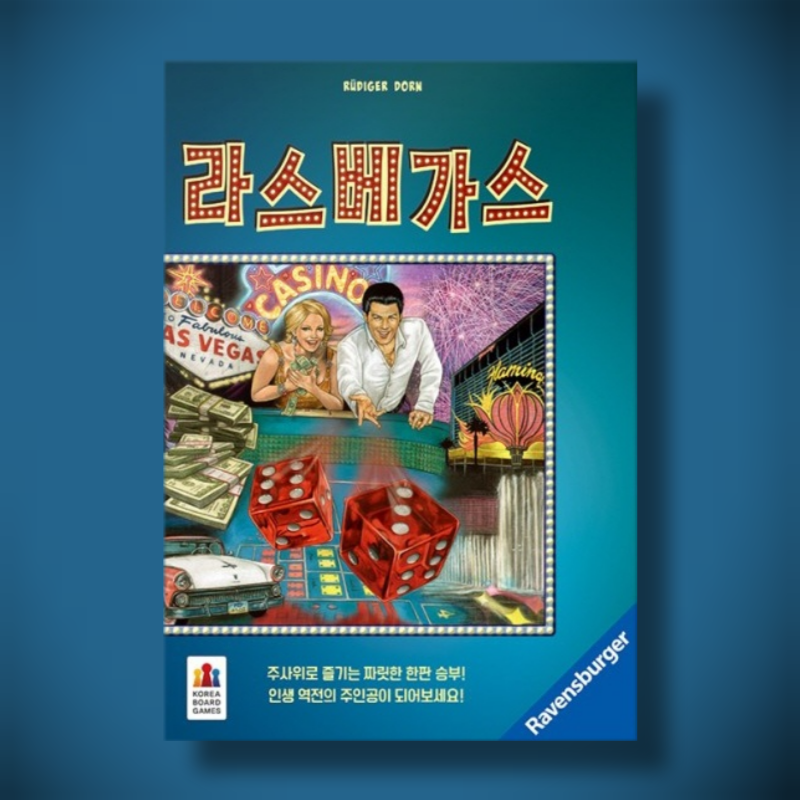 RÜDIGER DORN
라스베가스
CASINO
WELCOME
TO Fabulous
LAS VEGAS
NEVADA
Flamingo
주사위로 즐기는 짜릿한 한판 승부!
인생 역전의 주인공이 되어보세요!
KOREA
BOARD
GAMES
Ravensburger